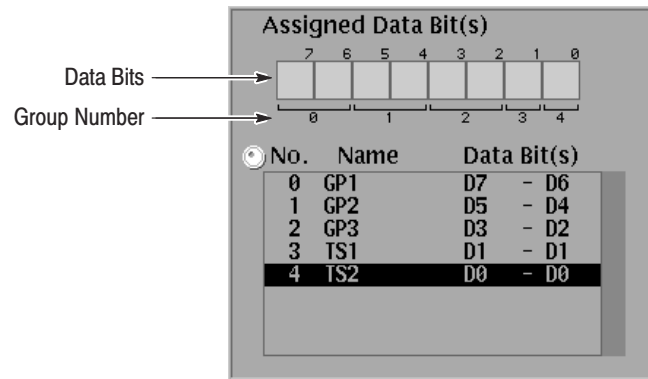 Assigned Data Bit(s)
7 6 5 4 3 2 1 0
Data Bits
Group Number
0 1 2 3 4
No. Name Data Bit(s)
0 GP1 D7 - D6
1 GP2 D5 - D4
2 GP3 D3 - D2
3 TS1 D1 - D1
4 TS2 D0 - D0